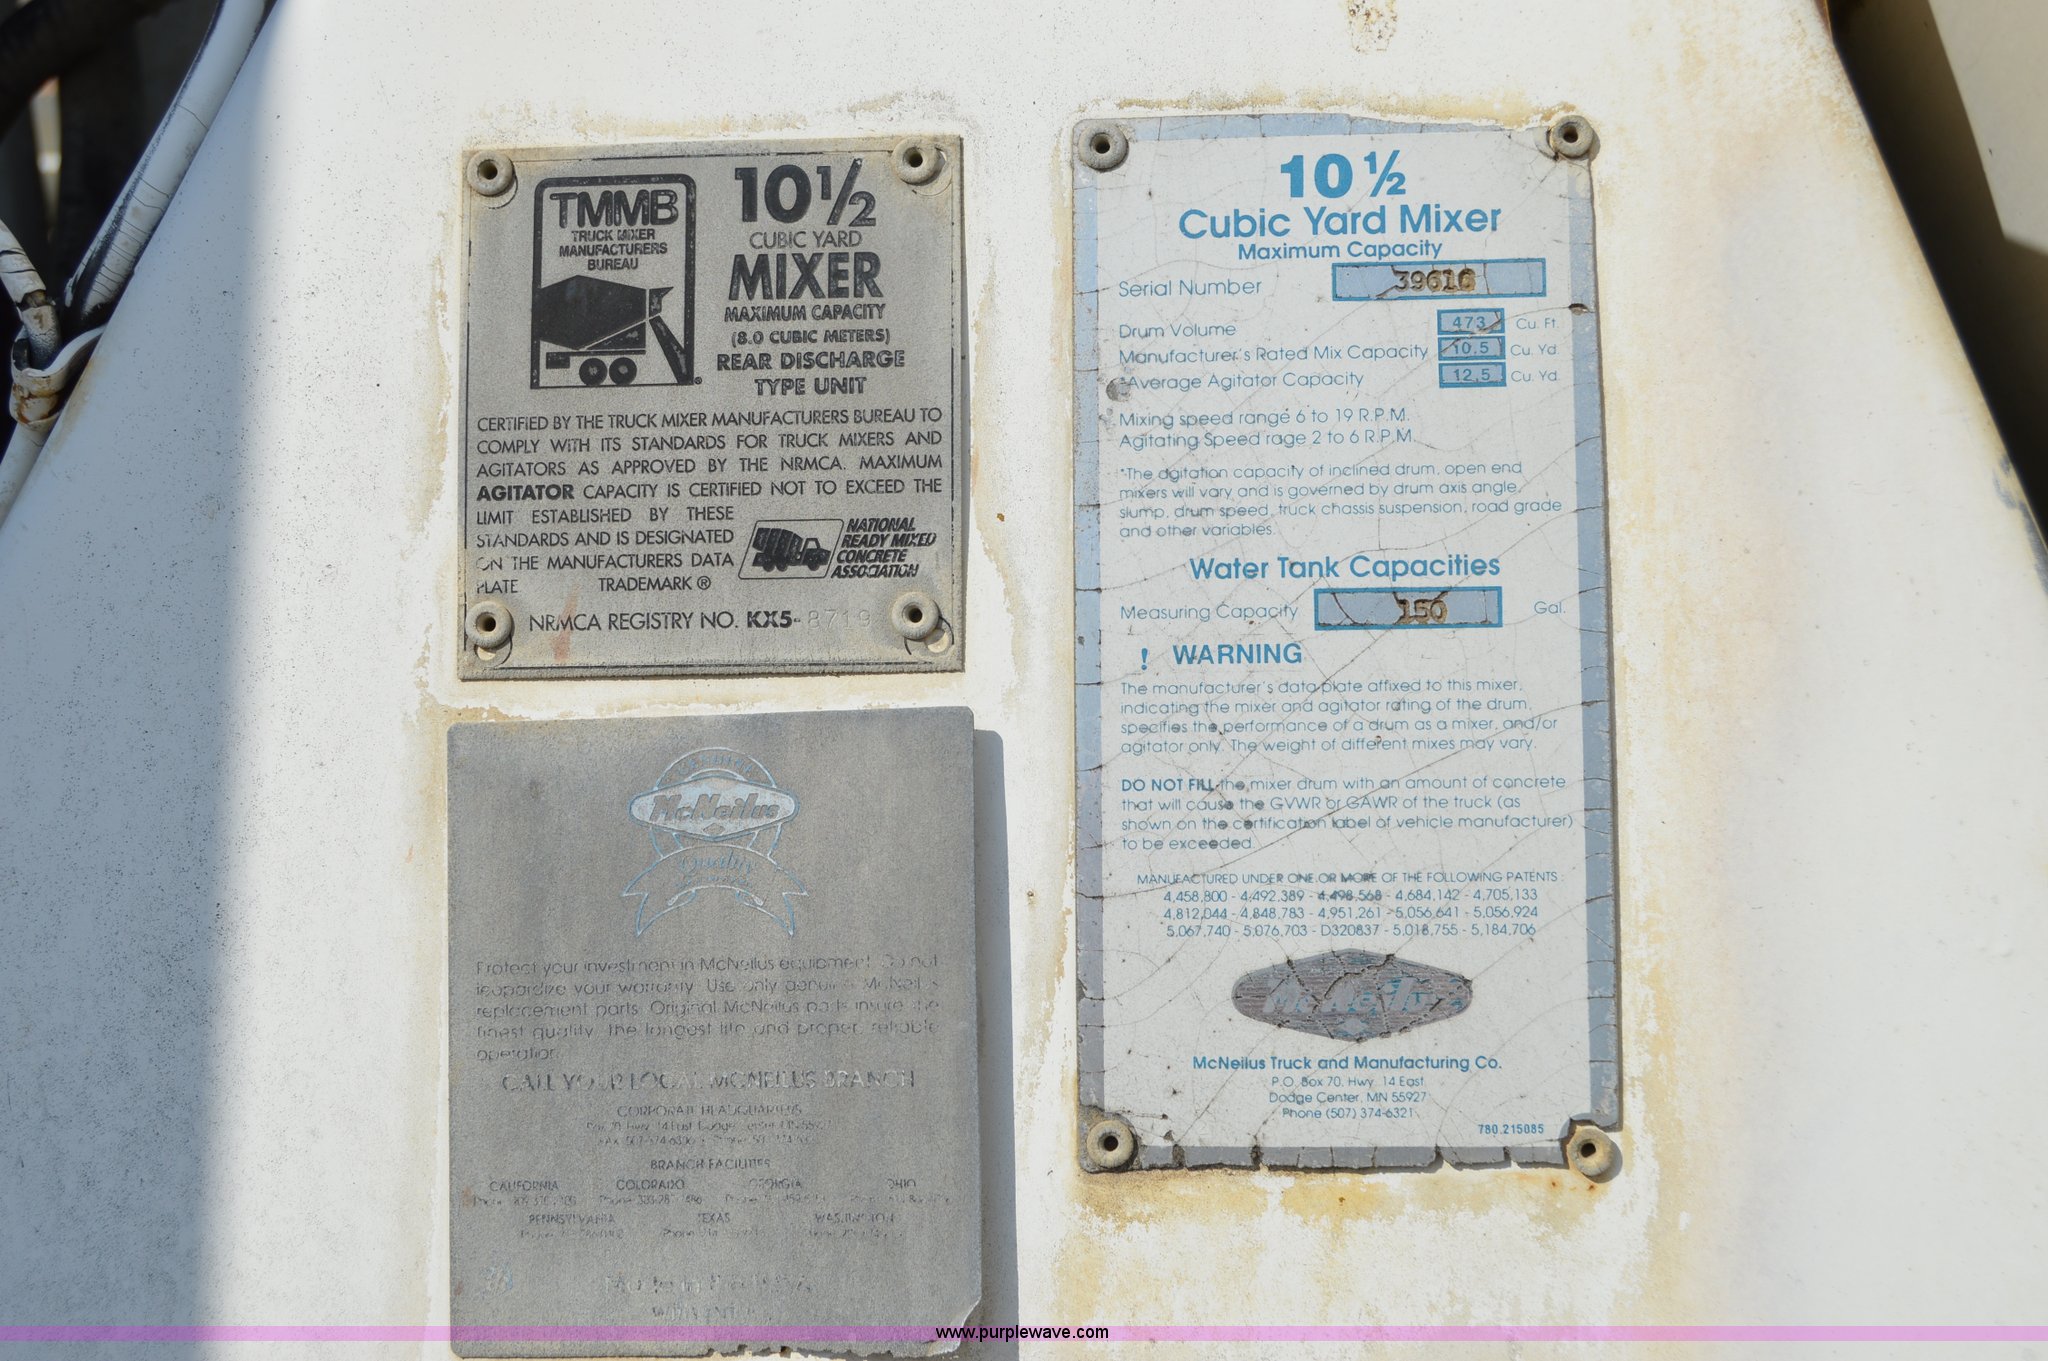 TMMB
TRUCK MIXER
MANUFACTURERS
BUREAU
10 1/2
CUBIC YARD
MIXER
MAXIMUM CAPACITY
(8.0 CUBIC METERS)
REAR DISCHARGE
TYPE UNIT
CERTIFIED BY THE TRUCK MIXER MANUFACTURERS BUREAU TO
COMPLY WITH ITS STANDARDS FOR TRUCK MIXERS AND
AGITATORS AS APPROVED BY THE NRMCA. MAXIMUM
AGITATOR CAPACITY IS CERTIFIED NOT TO EXCEED THE
LIMIT ESTABLISHED BY THESE
STANDARDS AND IS DESIGNATED
ON THE MANUFACTURERS DATA
PLATE TRADEMARK ®
NATIONAL
READY MIXED
CONCRETE
ASSOCIATION
NRMCA REGISTRY NO. KX5-8719
McNeilus
Quality
Protect your investment in McNeilus equipment. Do not
jeopardize your warranty. Use only genuine McNeilus
replacement parts. Original McNeilus parts insure the
finest quality, the longest life and proper, reliable
operation.
CALL YOUR LOCAL MCNEILUS BRANCH
CORPORATE HEADQUARTERS
BRANCH FACILITIES
CALIFORNIA COLORADO GEORGIA OHIO
PENNSYLVANIA TEXAS WASHINGTON
10 ½
Cubic Yard Mixer
Maximum Capacity
Serial Number 39610
Drum Volume 473 Cu. Ft.
Manufacturer's Rated Mix Capacity 10.5 Cu. Yd.
*Average Agitator Capacity 12.5 Cu. Yd.
Mixing speed range 6 to 19 R.P.M.
Agitating Speed rage 2 to 6 R.P.M.
*The agitation capacity of inclined drum, open end
mixers will vary and is governed by drum axis angle,
slump, drum speed, truck chassis suspension, road grade
and other variables.
Water Tank Capacities
Measuring Capacity 150 Gal.
! WARNING
The manufacturer's data plate affixed to this mixer,
indicating the mixer and agitator rating of the drum,
specifies the performance of a drum as a mixer, and/or
agitator only. The weight of different mixes may vary.
DO NOT FILL the mixer drum with an amount of concrete
that will cause the GVWR or GAWR of the truck (as
shown on the certification label of vehicle manufacturer)
to be exceeded.
MANUFACTURED UNDER ONE OR MORE OF THE FOLLOWING PATENTS:
4,458,800 - 4,492,389 - 4,498,568 - 4,684,142 - 4,705,133
4,812,044 - 4,848,783 - 4,951,261 - 5,056,641 - 5,056,924
5,067,740 - 5,076,703 - D320837 - 5,018,755 - 5,184,706
McNeilus
McNeilus Truck and Manufacturing Co.
P.O. Box 70, Hwy. 14 East
Dodge Center, MN 55927
Phone (507) 374-6321
780.215085
www.purplewave.com